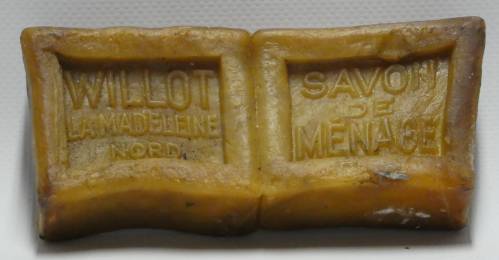 WILLOT
LA MADELEINE
NORD
SAVON
DE
MÉNAGE